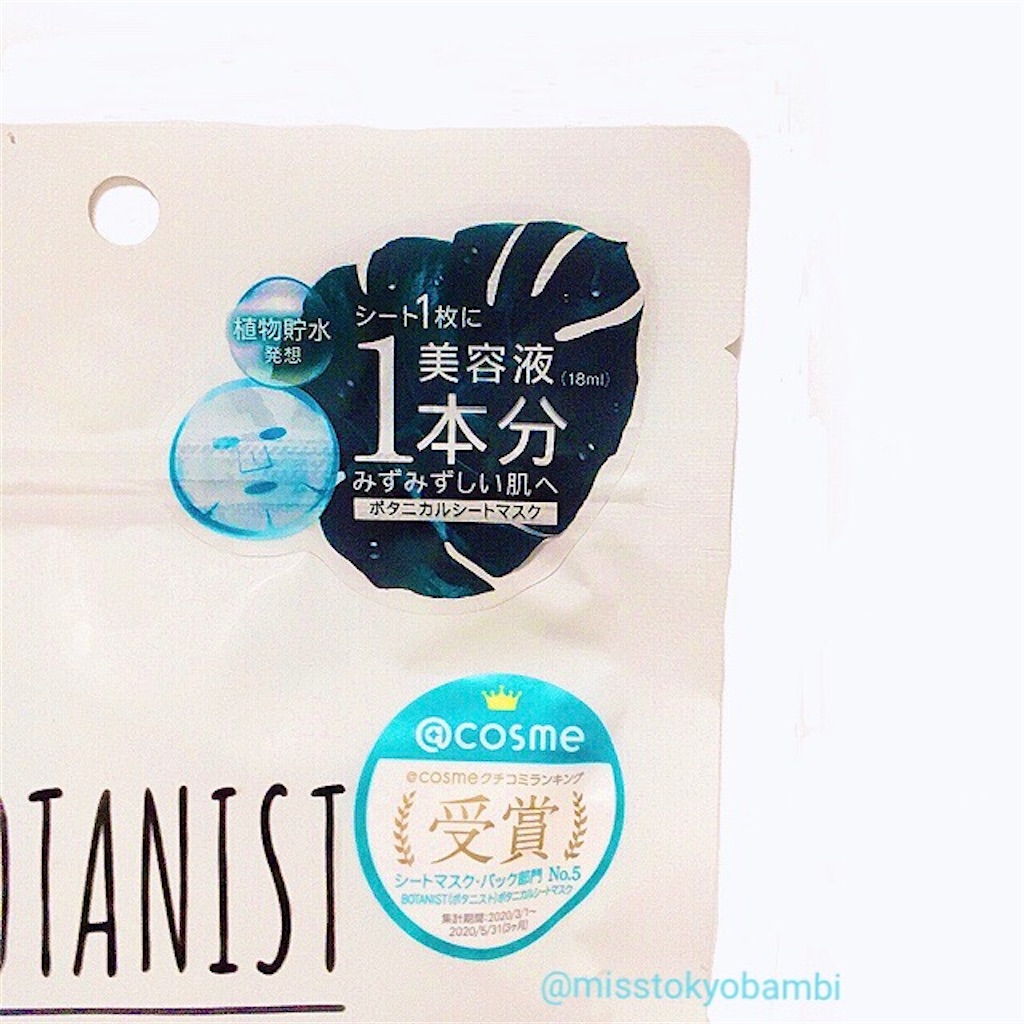 植物貯水
発想
シート1枚に
1美容液(18ml)
本分
みずみずしい肌へ
ボタニカルシートマスク
@cosme
@cosmeクチコミランキング
受賞
シートマスク・パック部門 No.5
BOTANIST(ボタニスト)ボタニカルシートマスク
集計期間:2020/3/1~
2020/5/31(3ヶ月)
OTANIST
@misstokyobambi